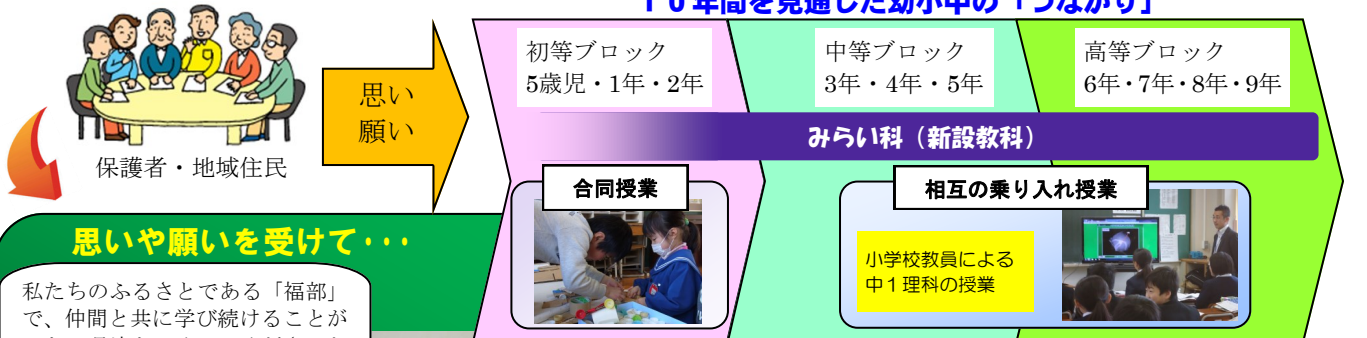 10年間を見通した幼小中の「つながり」
思い
願い
保護者・地域住民
初等ブロック
5歳児・1年・2年
中等ブロック
3年・4年・5年
高等ブロック
6年・7年・8年・9年
みらい科（新設教科）
合同授業
相互の乗り入れ授業
小学校教員による
中1理科の授業
思いや願いを受けて･･･
私たちのふるさとである「福部」
で、仲間と共に学び続けることが